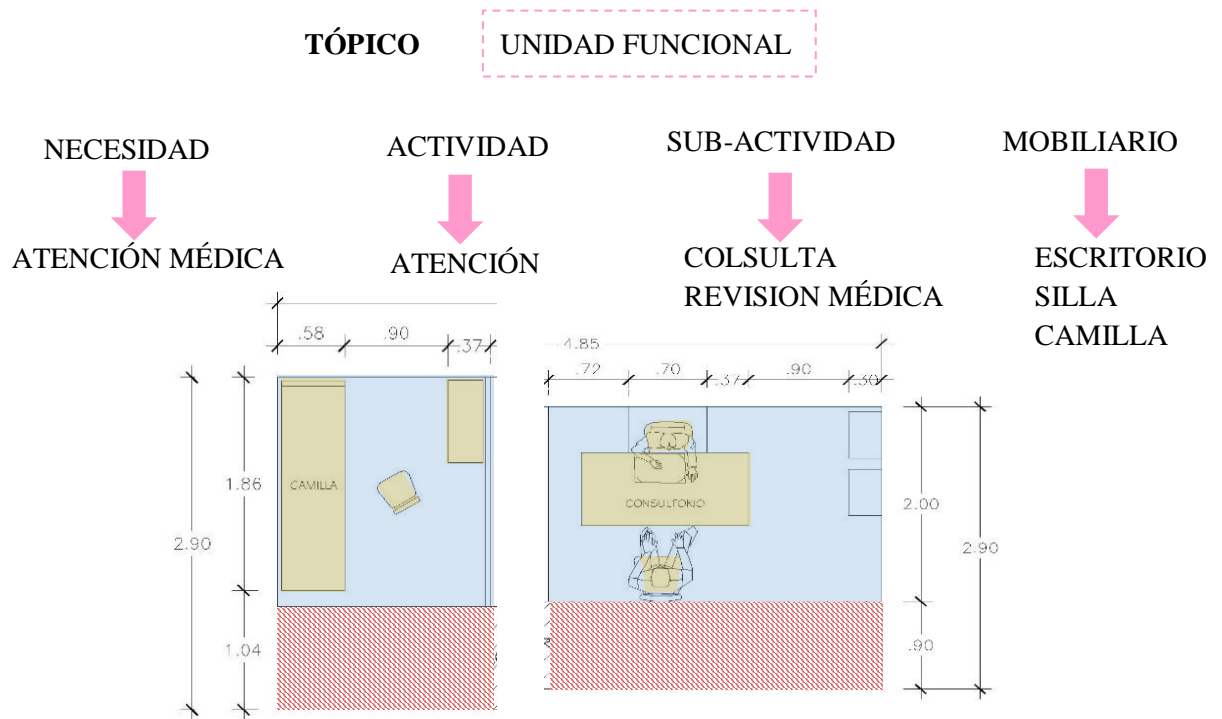 TÓPICO UNIDAD FUNCIONAL
NECESIDAD ACTIVIDAD SUB-ACTIVIDAD MOBILIARIO
ATENCIÓN MÉDICA ATENCIÓN COLSULTA ESCRITORIO
REVISION MÉDICA SILLA
CAMILLA
.58 .90 .37
4.85
.72 .70 .37 .90 .30
CAMILLA
1.86
2.90
1.04
CONSULTORIO
2.00
2.90
.90